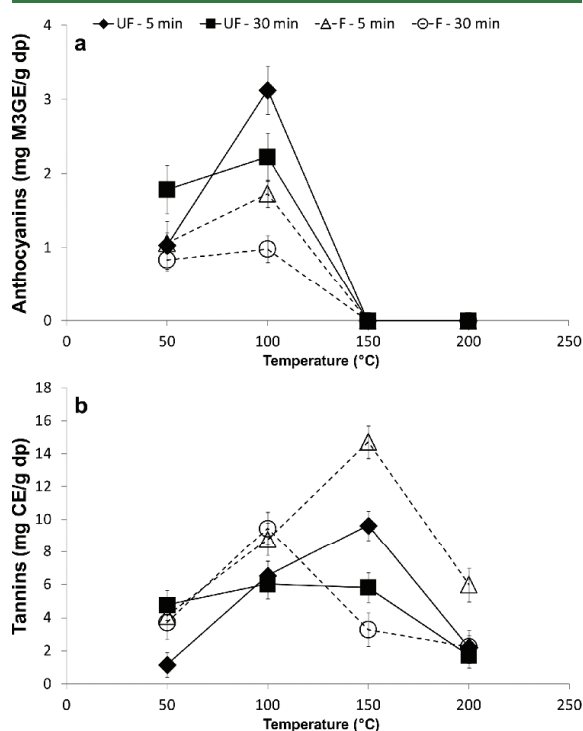 UF - 5 min UF - 30 min F - 5 min F - 30 min
a
4
3
2
1
0
Anthocyanins (mg M3GE/g dp)
0 50 100 150 200 250
Temperature (°C)
b
18
16
14
12
10
8
6
4
2
0
Tannins (mg CE/g dp)
0 50 100 150 200 250
Temperature (°C)